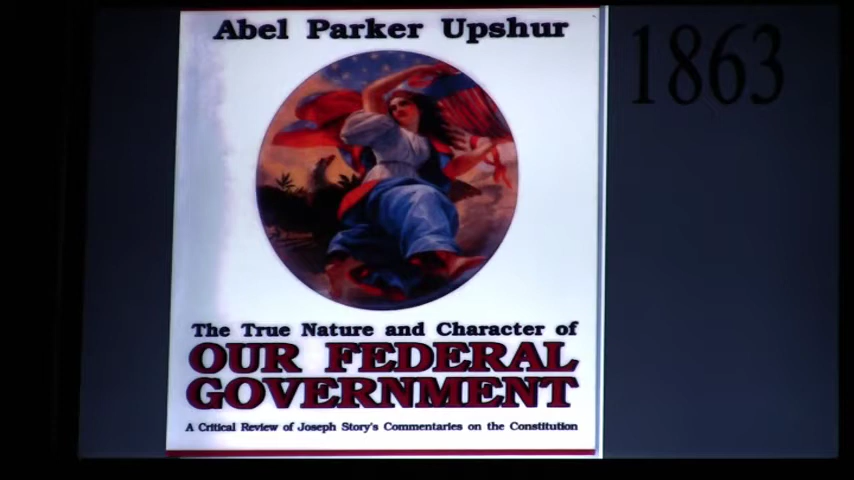 Abel Parker Upshur
1863
The True Nature and Character of
OUR FEDERAL
GOVERNMENT
A Critical Review of Joseph Story's Commentaries on the Constitution